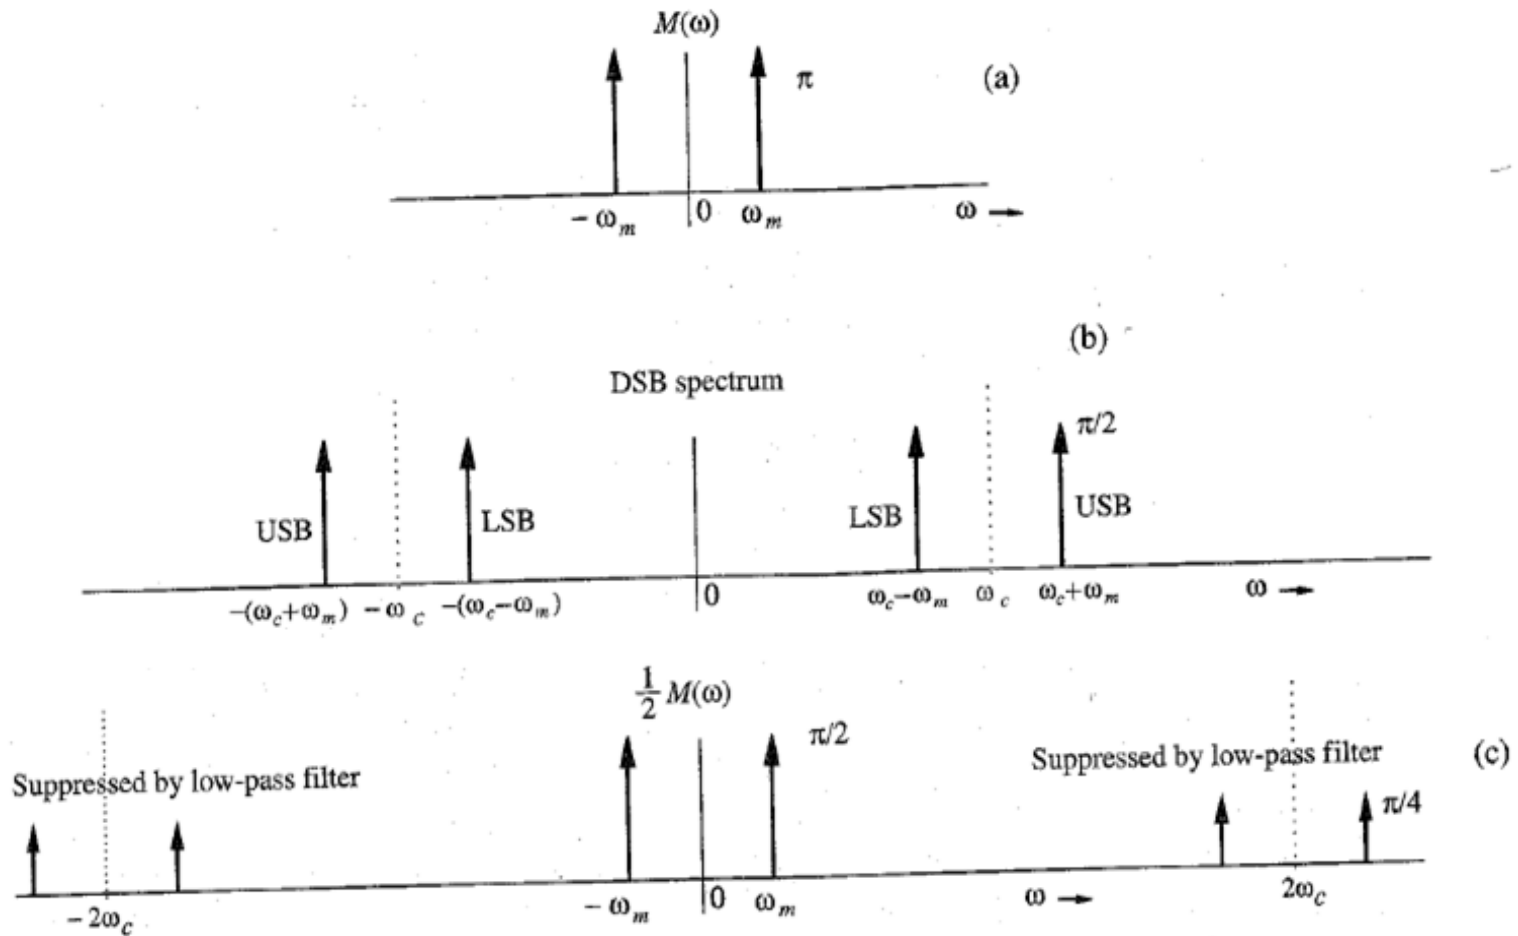 M(ω)
π
(a)
− ω_m 0 ω_m ω
(b)
DSB spectrum
π/2
USB LSB LSB USB
−(ω_c+ω_m) − ω_c −(ω_c−ω_m) 0 ω_c−ω_m ω_c ω_c+ω_m ω
1/2 M(ω)
π/2
Suppressed by low-pass filter Suppressed by low-pass filter (c)
π/4
− 2ω_c − ω_m 0 ω_m ω 2ω_c